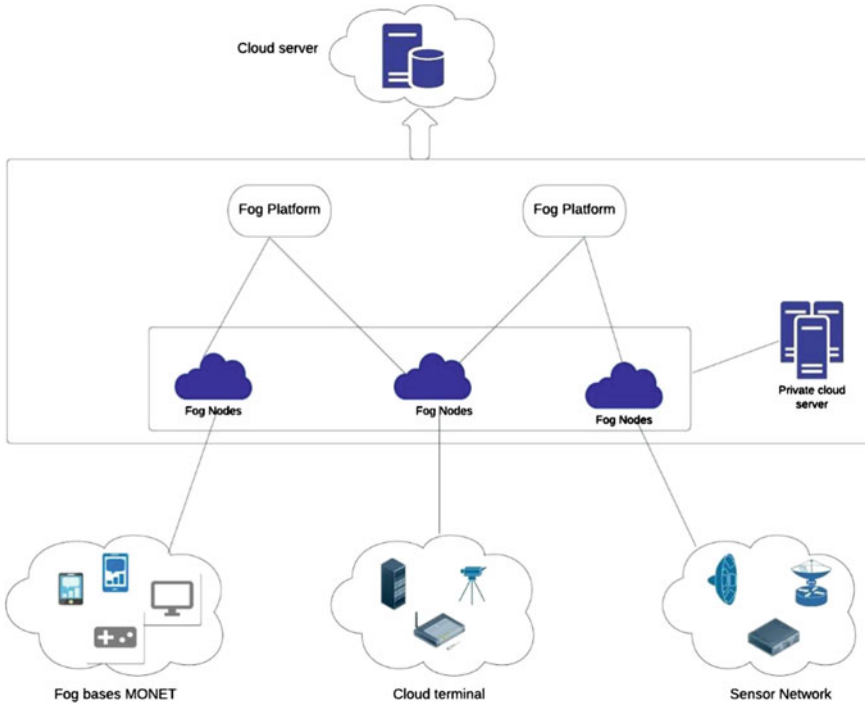 Cloud server
Fog Platform
Fog Platform
Fog Nodes
Fog Nodes
Fog Nodes
Private cloud
server
Fog bases MONET
Cloud terminal
Sensor Network